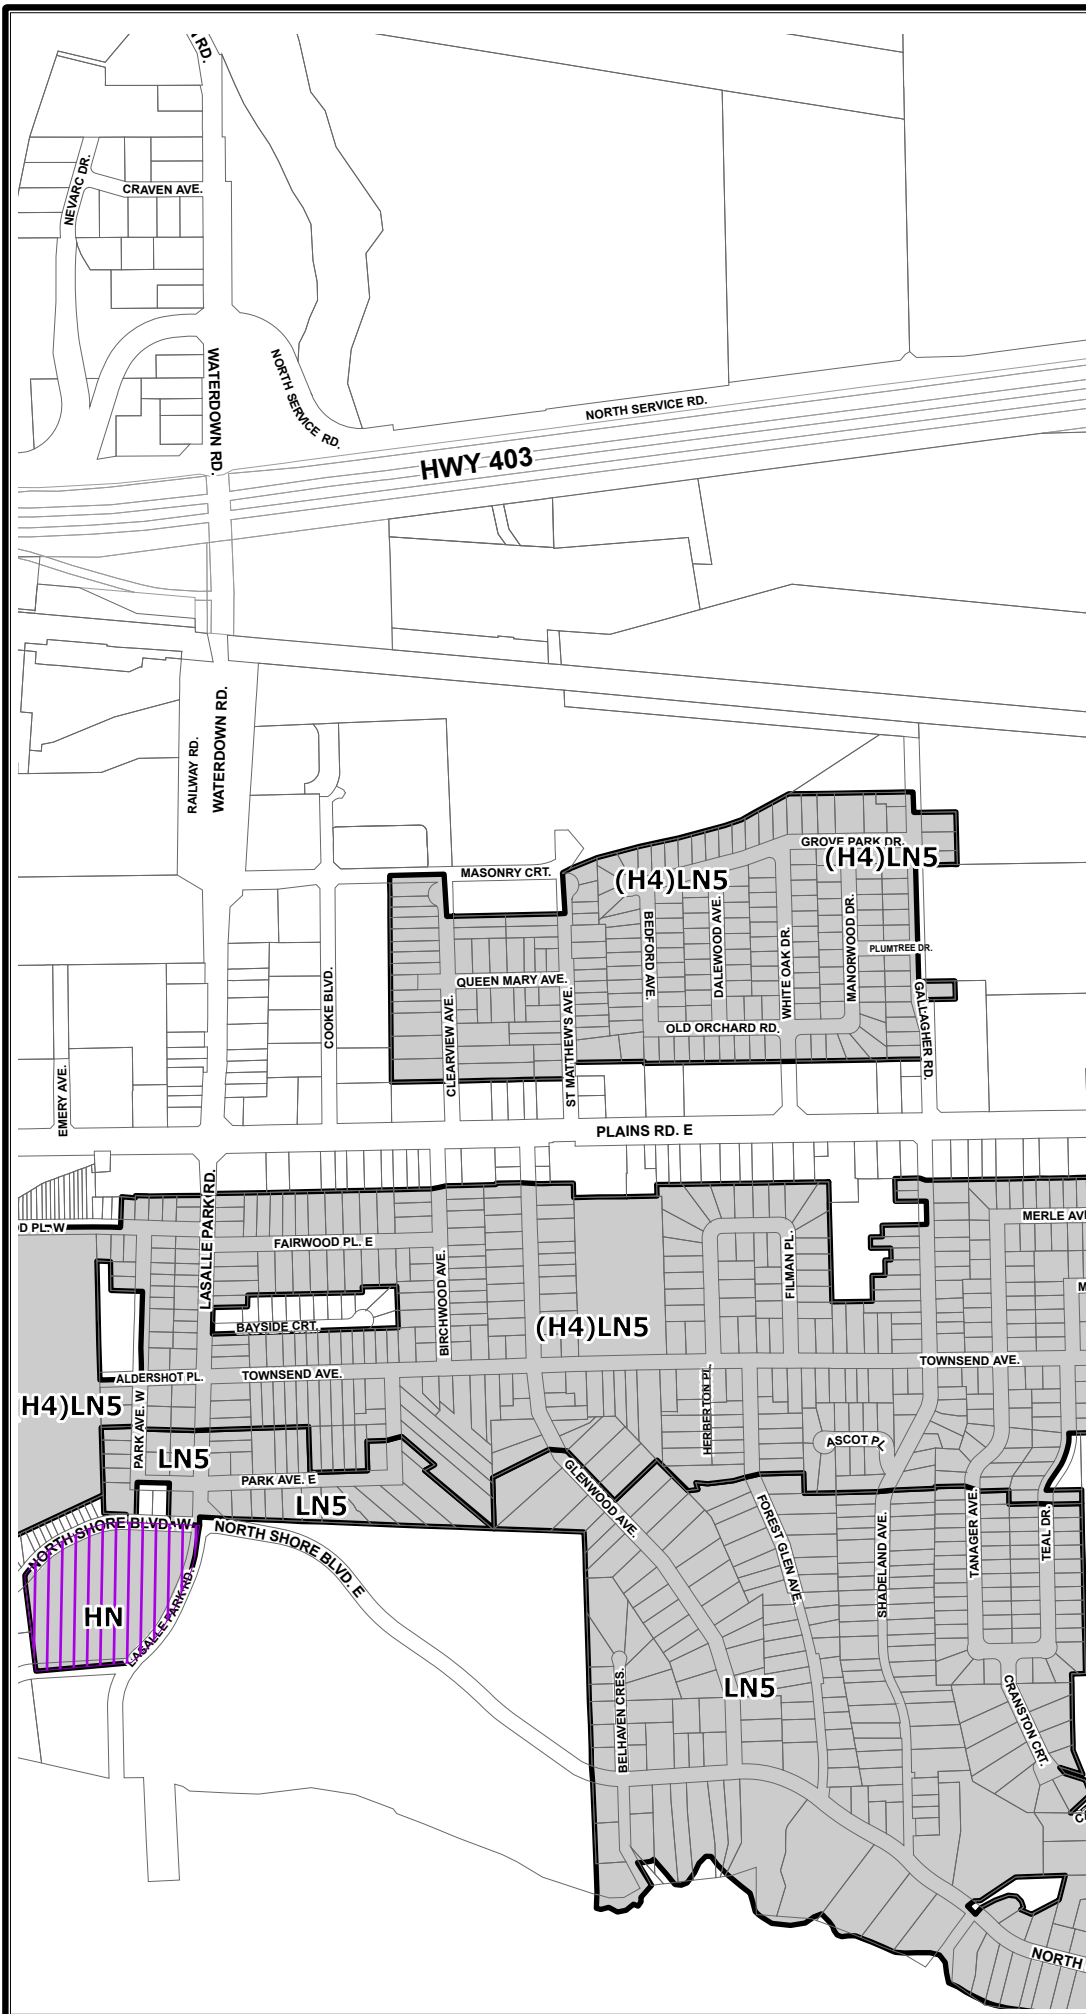 RD.
NEVARC DR.
CRAVEN AVE.
WATERDOWN RD.
NORTH SERVICE RD.
NORTH SERVICE RD.
HWY 403
RAILWAY RD.
WATERDOWN RD.
GROVE PARK DR.
(H4)LN5
(H4)LN5
MASONRY CRT.
BEDFORD AVE.
DALEWOOD AVE.
WHITE OAK DR.
MANORWOOD DR.
PLUMTREE DR.
QUEEN MARY AVE.
COOKE BLVD.
CLEARVIEW AVE.
ST MATTHEW'S AVE.
OLD ORCHARD RD.
GALLAGHER RD.
EMERY AVE.
PLAINS RD. E
LASALLE PARK RD.
OD PL. W
MERLE AVE
FAIRWOOD PL. E
BIRCHWOOD AVE.
FILMAN PL.
M
BAYSIDE CRT.
(H4)LN5
ALDERSHOT PL.
TOWNSEND AVE.
TOWNSEND AVE.
H4)LN5
PARK AVE. W
HERBERTON PL.
ASCOT PL
LN5
PARK AVE. E
LN5
GLENWOOD AVE.
FOREST GLEN AVE
SHADELAND AVE.
TANAGER AVE.
TEAL DR.
NORTH SHORE BLVD. W
NORTH SHORE BLVD. E
HN
LASALLE PARK RD.
BELHAVEN CRES.
LN5
CRANSTON CRT.
NORTH